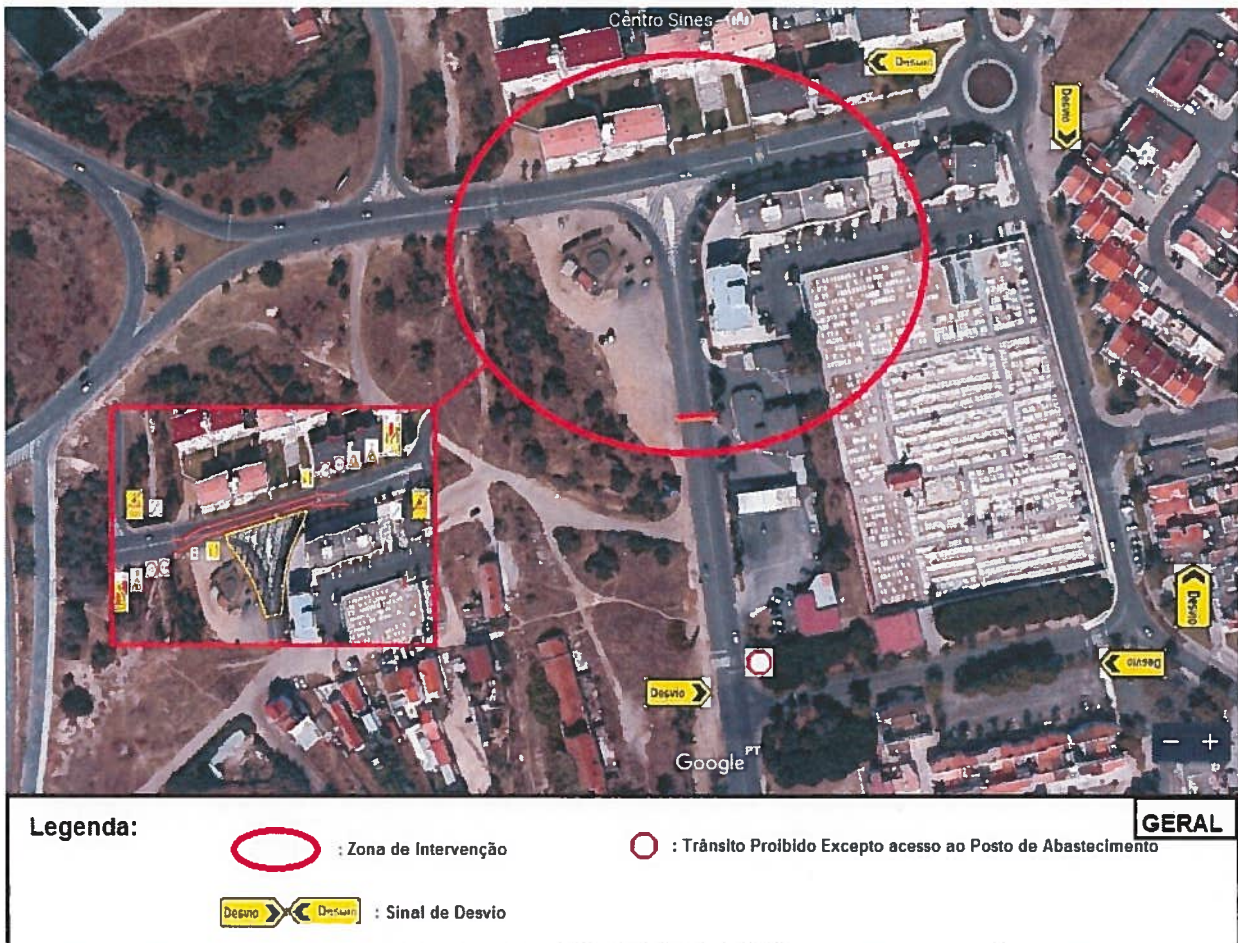 Centro Sines
Desvio
Desvio
Desvio
Desvio
Desvio
Google
PT
− +
GERAL
Legenda:
: Zona de Intervenção
: Trânsito Proibido Excepto acesso ao Posto de Abastecimento
Desvio Desvio : Sinal de Desvio